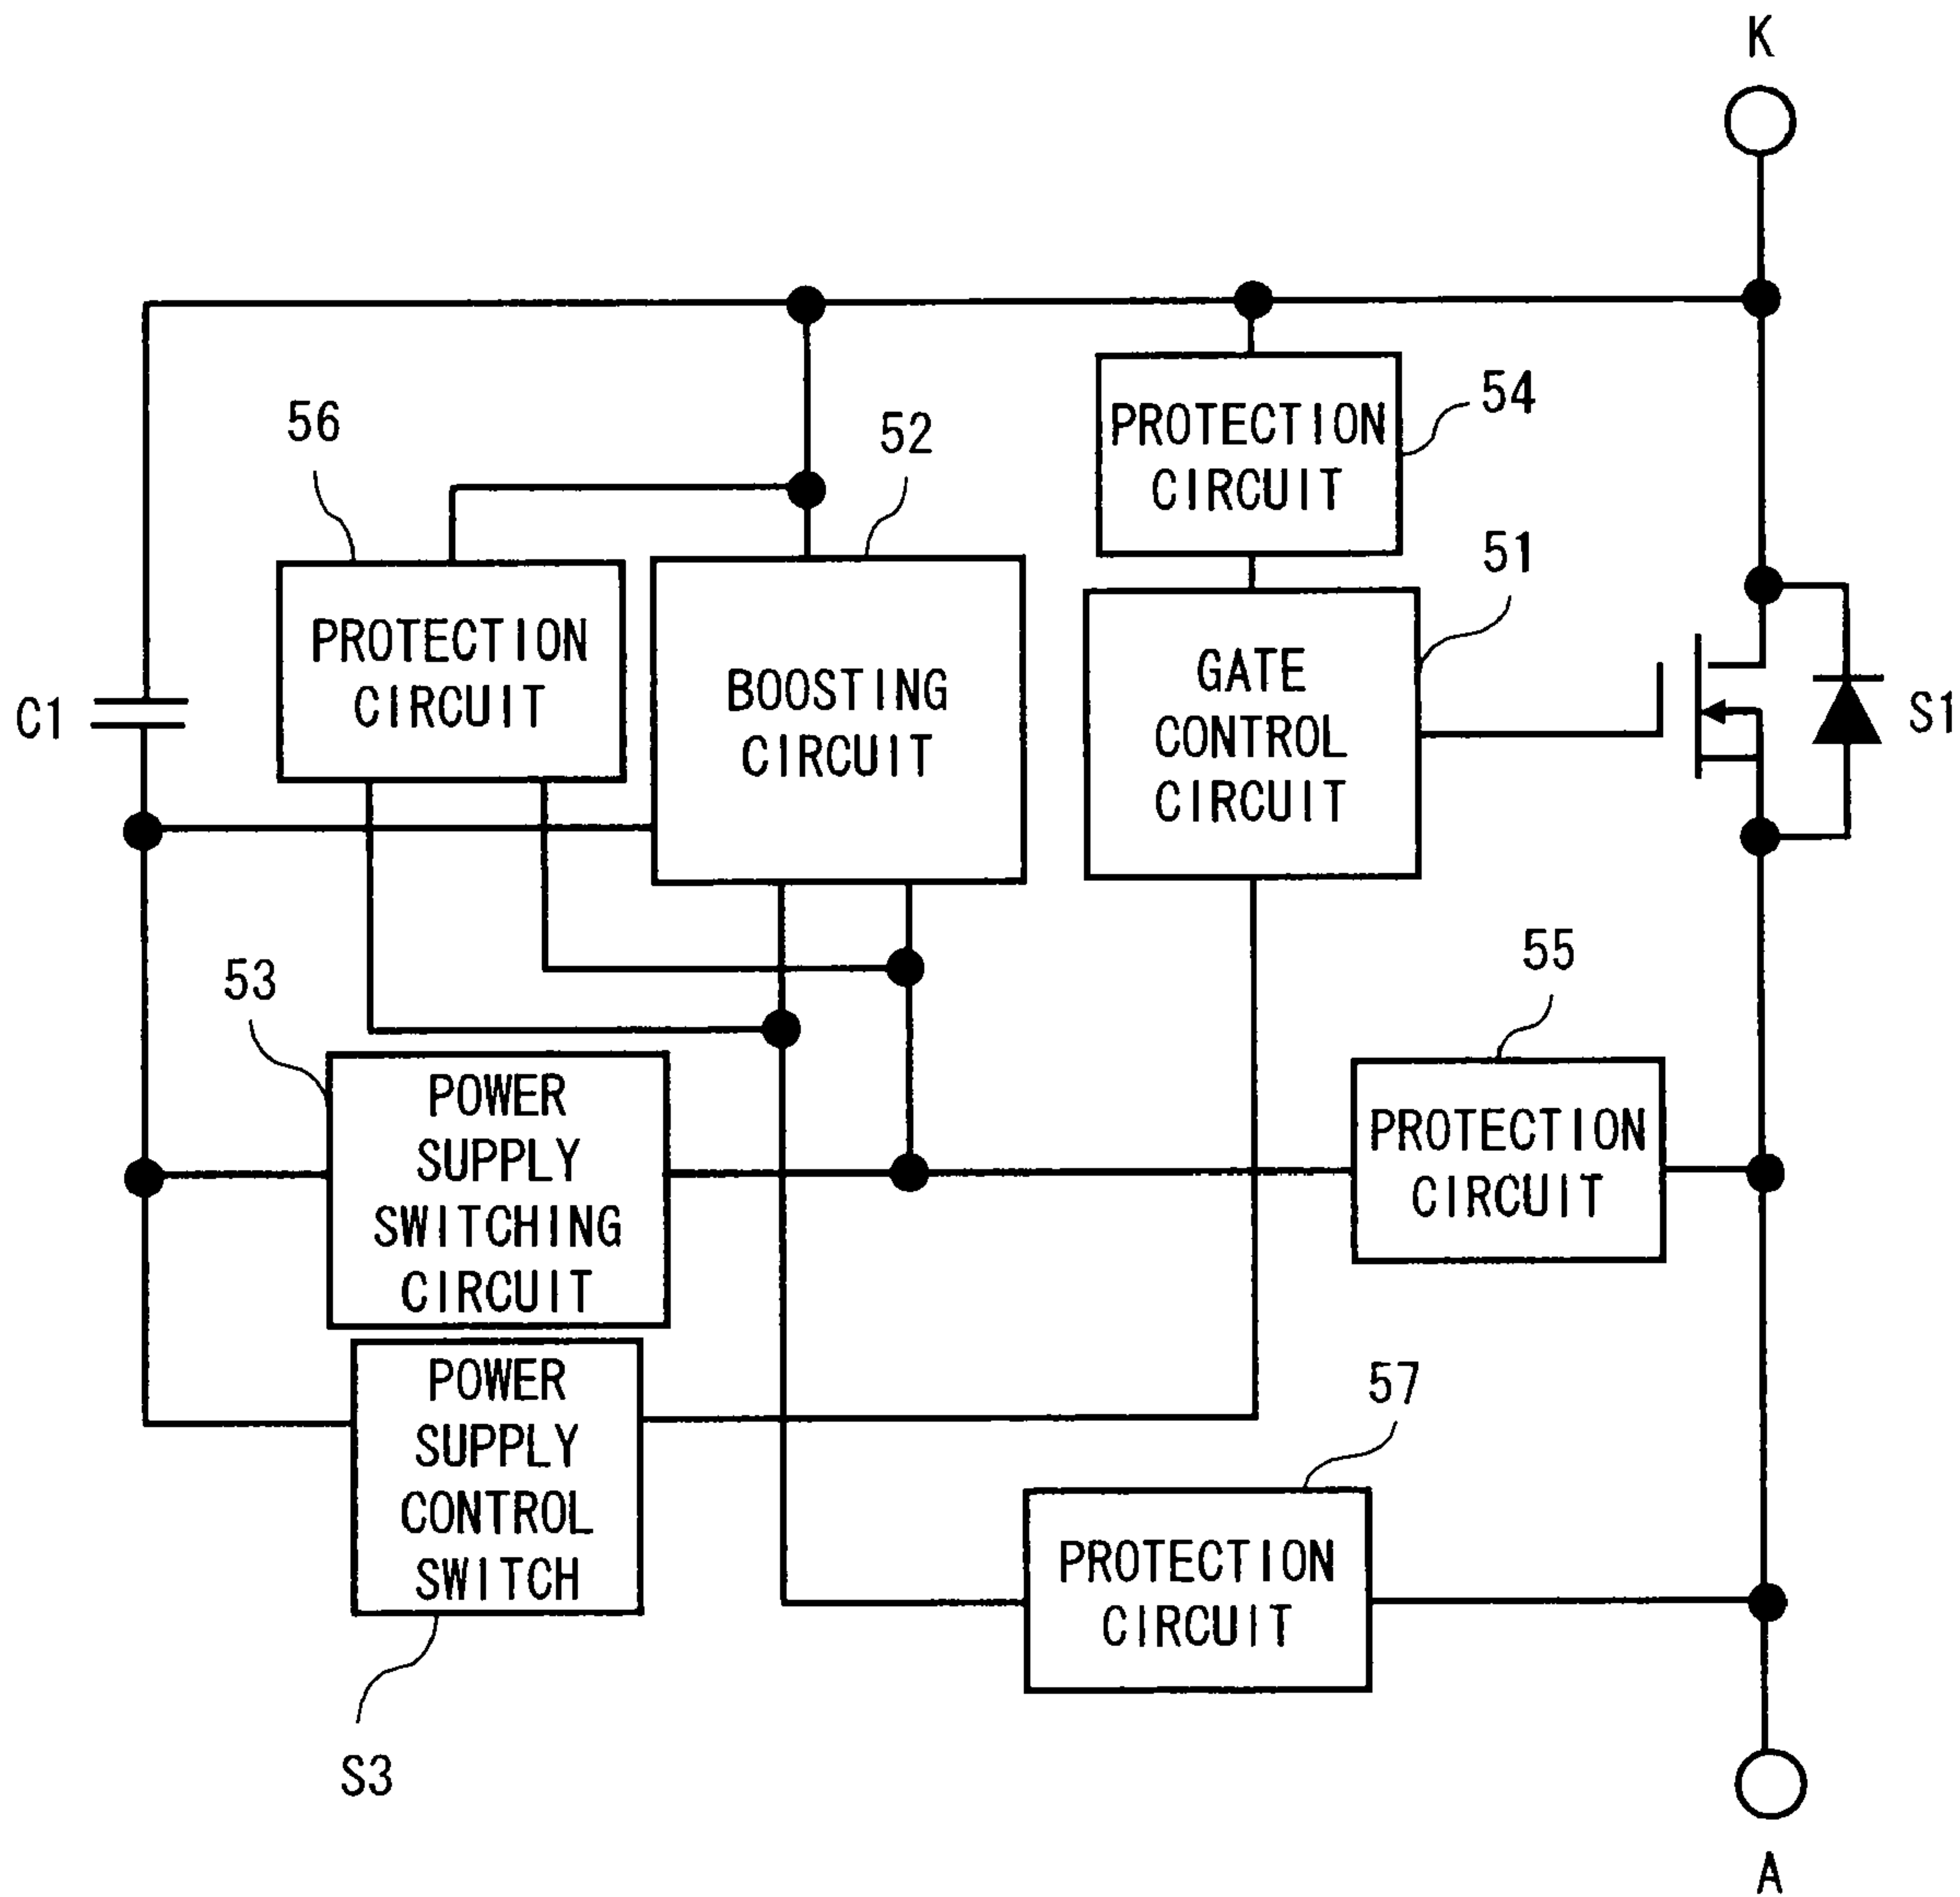 K
54
PROTECTION
CIRCUIT
56
52
51
PROTECTION
CIRCUIT
BOOSTING
CIRCUIT
GATE
CONTROL
CIRCUIT
C1
S1
53
55
POWER
SUPPLY
SWITCHING
CIRCUIT
PROTECTION
CIRCUIT
POWER
SUPPLY
CONTROL
SWITCH
57
PROTECTION
CIRCUIT
S3
A